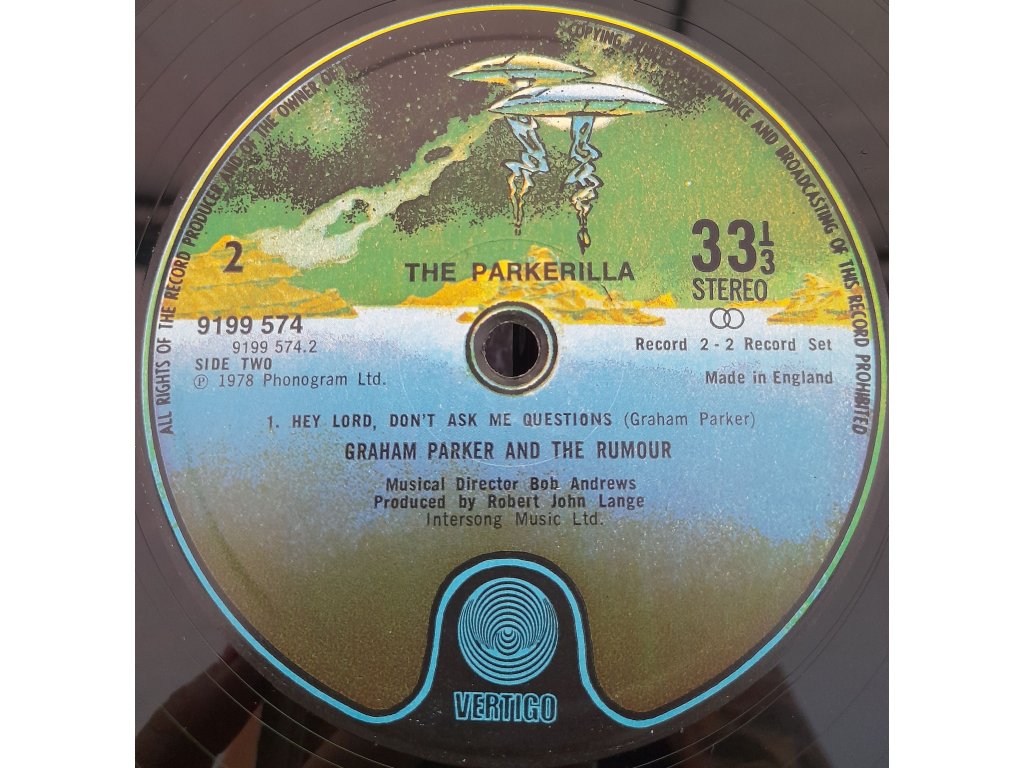 ALL RIGHTS OF THE RECORD PRODUCER AND OF THE OWNER OF
COPYING, PERFORMANCE AND BROADCASTING OF THIS RECORD PROHIBITED
2
THE PARKERILLA
33 1/3
STEREO
9199 574
9199 574.2
SIDE TWO
℗ 1978 Phonogram Ltd.
Record 2 - 2 Record Set
Made in England
1. HEY LORD, DON'T ASK ME QUESTIONS (Graham Parker)
GRAHAM PARKER AND THE RUMOUR
Musical Director Bob Andrews
Produced by Robert John Lange
Intersong Music Ltd.
VERTIGO